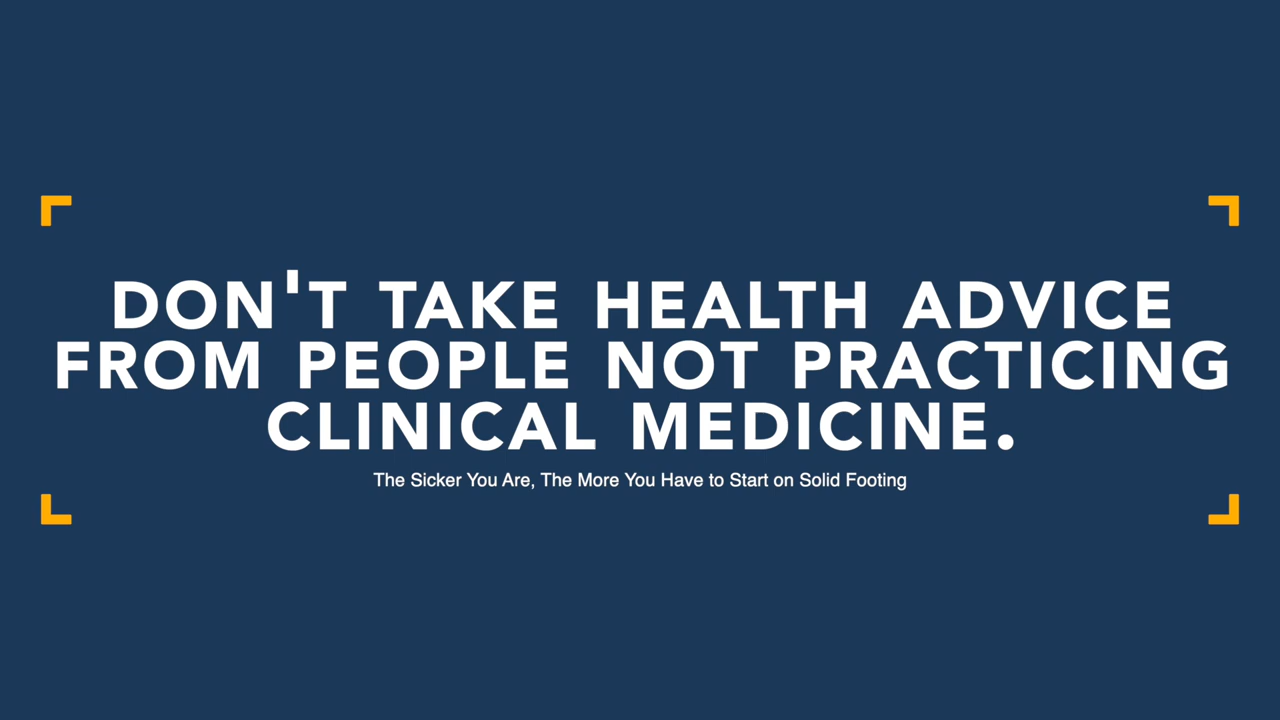 DON'T TAKE HEALTH ADVICE
FROM PEOPLE NOT PRACTICING
CLINICAL MEDICINE.
The Sicker You Are, The More You Have to Start on Solid Footing